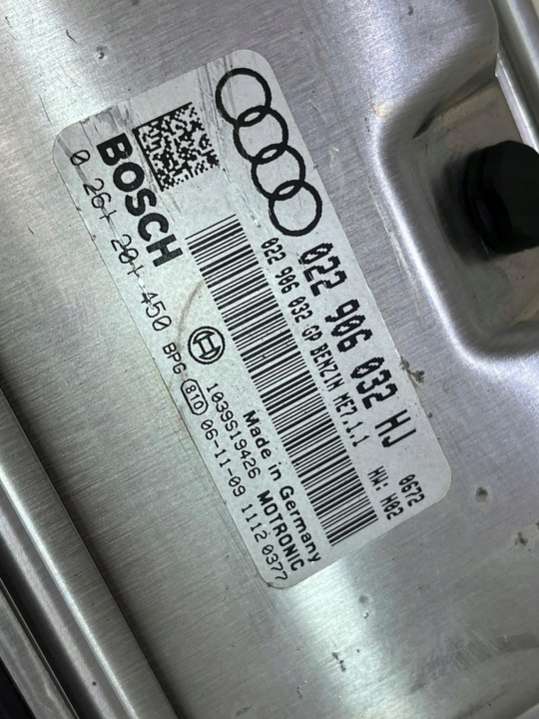 022 906 032 HJ
022 906 032 GP BENZIN ME7.1.1
0672
HW: H02
BOSCH
0 261 201 450
BPG 810 06-11-09 1112 0377
1039S19426
Made in Germany
MOTRONIC